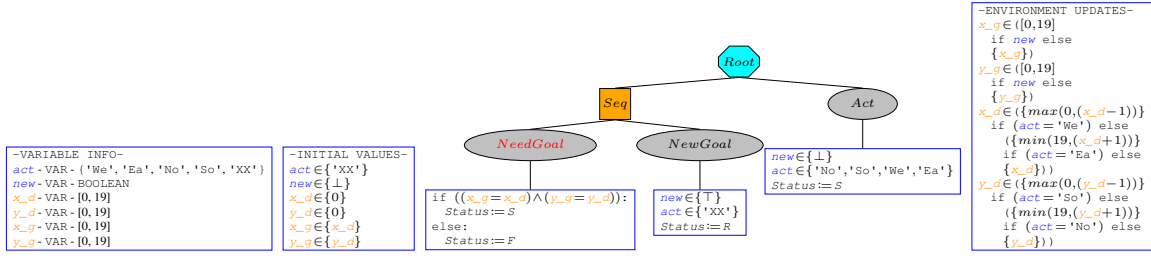 Root
Seq
Act
NeedGoal
NewGoal
-VARIABLE INFO-
act-VAR-{'We','Ea','No','So','XX'}
new-VAR-BOOLEAN
x_d-VAR-[0, 19]
y_d-VAR-[0, 19]
x_g-VAR-[0, 19]
y_g-VAR-[0, 19]
-INITIAL VALUES-
act∈{'XX'}
new∈{⊥}
x_d∈{0}
y_d∈{0}
x_g∈{x_d}
y_g∈{y_d}
if ((x_g=x_d)∧(y_g=y_d)):
Status:=S
else:
Status:=F
new∈{⊤}
act∈{'XX'}
Status:=R
new∈{⊥}
act∈{'No','So','We','Ea'}
Status:=S
-ENVIRONMENT UPDATES-
x_g∈([0,19]
if new else
{x_g})
y_g∈([0,19]
if new else
{y_g})
x_d∈({max(0,(x_d−1))}
if (act='We') else
({min(19,(x_d+1))}
if (act='Ea') else
{x_d}))
y_d∈({max(0,(y_d−1))}
if (act='So') else
({min(19,(y_d+1))}
if (act='No') else
{y_d}))